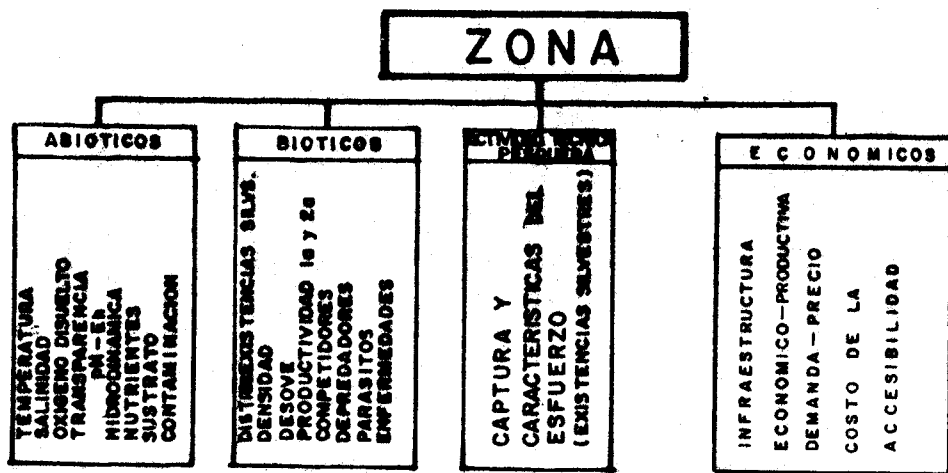 ZONA
ABIOTICOS
TEMPERATURA
SALINIDAD
OXIGENO DISUELTO
TRANSPARENCIA
pH-Eh
HIDRODINAMICA
NUTRIENTES
SUSTRATO
CONTAMINACION
BIOTICOS
SILVS.
DENSIDAD
DESOVE
PRODUCTIVIDAD 1a y 2a
COMPETIDORES
DEPREDADORES
PARASITOS
ENFERMEDADES
PESQUERA
CAPTURA Y
CARACTERISTICAS DEL
ESFUERZO
(EXISTENCIAS SILVESTRES)
ECONOMICOS
INFRAESTRUCTURA
ECONOMICO-PRODUCTIVA
DEMANDA-PRECIO
COSTO DE LA
ACCESIBILIDAD